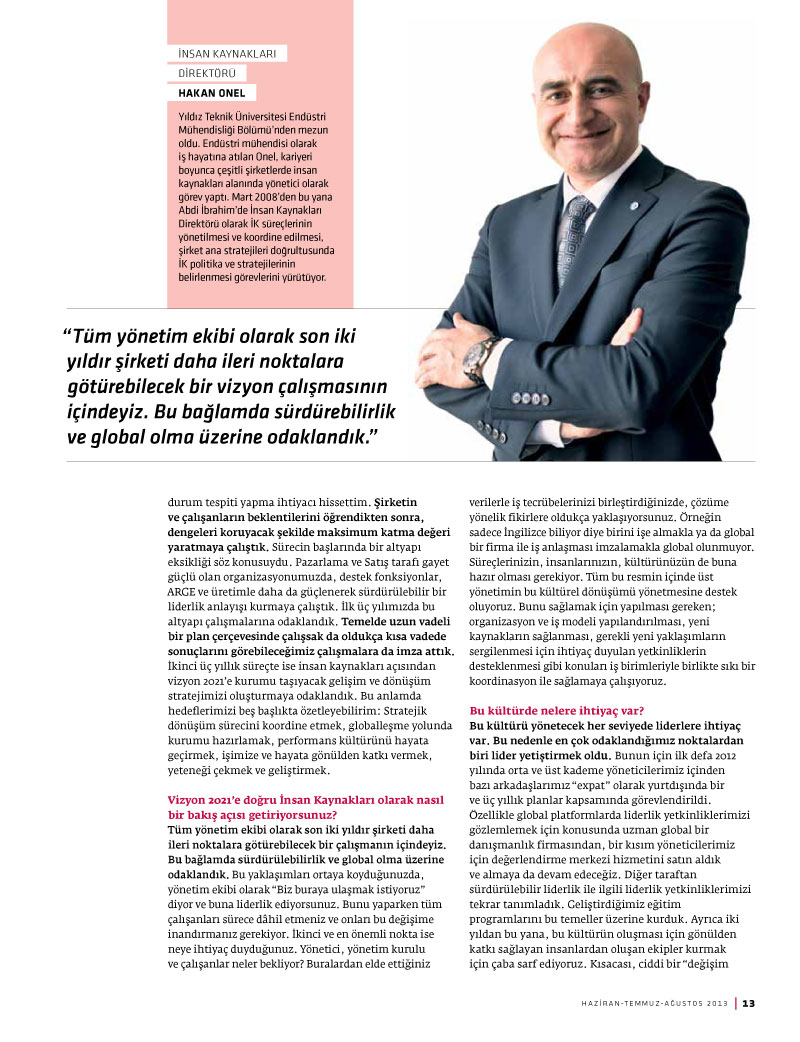 İNSAN KAYNAKLARI
DİREKTÖRÜ
HAKAN ONEL
Yıldız Teknik Üniversitesi Endüstri
Mühendisliği Bölümü'nden mezun
oldu. Endüstri mühendisi olarak
iş hayatına atılan Onel, kariyeri
boyunca çeşitli şirketlerde insan
kaynakları alanında yönetici olarak
görev yaptı. Mart 2008'den bu yana
Abdi İbrahim'de İnsan Kaynakları
Direktörü olarak İK süreçlerinin
yönetilmesi ve koordine edilmesi,
şirket ana stratejileri doğrultusunda
İK politika ve stratejilerinin
belirlenmesi görevlerini yürütüyor.
“Tüm yönetim ekibi olarak son iki
yıldır şirketi daha ileri noktalara
götürebilecek bir vizyon çalışmasının
içindeyiz. Bu bağlamda sürdürebilirlik
ve global olma üzerine odaklandık.”
durum tespiti yapma ihtiyacı hissettim. Şirketin
ve çalışanların beklentilerini öğrendikten sonra,
dengeleri koruyacak şekilde maksimum katma değeri
yaratmaya çalıştık. Sürecin başlarında bir altyapı
eksikliği söz konusuydu. Pazarlama ve Satış tarafı gayet
güçlü olan organizasyonumuzda, destek fonksiyonlar,
ARGE ve üretimle daha da güçlenerek sürdürülebilir bir
liderlik anlayışı kurmaya çalıştık. İlk üç yılımızda bu
altyapı çalışmalarına odaklandık. Temelde uzun vadeli
bir plan çerçevesinde çalışsak da oldukça kısa vadede
sonuçlarını görebileceğimiz çalışmalara da imza attık.
İkinci üç yıllık süreçte ise insan kaynakları açısından
vizyon 2021'e kurumu taşıyacak gelişim ve dönüşüm
stratejimizi oluşturmaya odaklandık. Bu anlamda
hedeflerimizi beş başlıkta özetleyebilirim: Stratejik
dönüşüm sürecini koordine etmek, globalleşme yolunda
kurumu hazırlamak, performans kültürünü hayata
geçirmek, işimize ve hayata gönülden katkı vermek,
yeteneği çekmek ve geliştirmek.
Vizyon 2021'e doğru İnsan Kaynakları olarak nasıl
bir bakış açısı getiriyorsunuz?
Tüm yönetim ekibi olarak son iki yıldır şirketi daha
ileri noktalara götürebilecek bir çalışmanın içindeyiz.
Bu bağlamda sürdürülebilirlik ve global olma üzerine
odaklandık. Bu yaklaşımları ortaya koyduğunuzda,
yönetim ekibi olarak “Biz buraya ulaşmak istiyoruz”
diyor ve buna liderlik ediyorsunuz. Bunu yaparken tüm
çalışanları sürece dâhil etmeniz ve onları bu değişime
inandırmanız gerekiyor. İkinci ve en önemli nokta ise
neye ihtiyaç duyduğunuz. Yönetici, yönetim kurulu
ve çalışanlar neler bekliyor? Buralardan elde ettiğiniz
verilerle iş tecrübelerinizi birleştirdiğinizde, çözüme
yönelik fikirlere oldukça yaklaşıyorsunuz. Örneğin
sadece İngilizce biliyor diye birini işe almakla ya da global
bir firma ile iş anlaşması imzalamakla global olunmuyor.
Süreçlerinizin, insanlarınızın, kültürünüzün de buna
hazır olması gerekiyor. Tüm bu resmin içinde üst
yönetimin bu kültürel dönüşümü yönetmesine destek
oluyoruz. Bunu sağlamak için yapılması gereken;
organizasyon ve iş modeli yapılandırılması, yeni
kaynakların sağlanması, gerekli yeni yaklaşımların
sergilenmesi için ihtiyaç duyulan yetkinliklerin
desteklenmesi gibi konuları iş birimleriyle birlikte sıkı bir
koordinasyon ile sağlamaya çalışıyoruz.
Bu kültürde nelere ihtiyaç var?
Bu kültürü yönetecek her seviyede liderlere ihtiyaç
var. Bu nedenle en çok odaklandığımız noktalardan
biri lider yetiştirmek oldu. Bunun için ilk defa 2012
yılında orta ve üst kademe yöneticilerimiz içinden
bazı arkadaşlarımız “expat” olarak yurtdışında bir
ve üç yıllık planlar kapsamında görevlendirildi.
Özellikle global platformlarda liderlik yetkinliklerimizi
gözlemlemek için konusunda uzman global bir
danışmanlık firmasından, bir kısım yöneticilerimiz
için değerlendirme merkezi hizmetini satın aldık
ve almaya da devam edeceğiz. Diğer taraftan
sürdürülebilir liderlik ile ilgili liderlik yetkinliklerimizi
tekrar tanımladık. Geliştirdiğimiz eğitim
programlarını bu temeller üzerine kurduk. Ayrıca iki
yıldan bu yana, bu kültürün oluşması için gönülden
katkı sağlayan insanlardan oluşan ekipler kurmak
için çaba sarf ediyoruz. Kısacası, ciddi bir “değişim
HAZİRAN-TEMMUZ-AĞUSTOS 2013 | 13